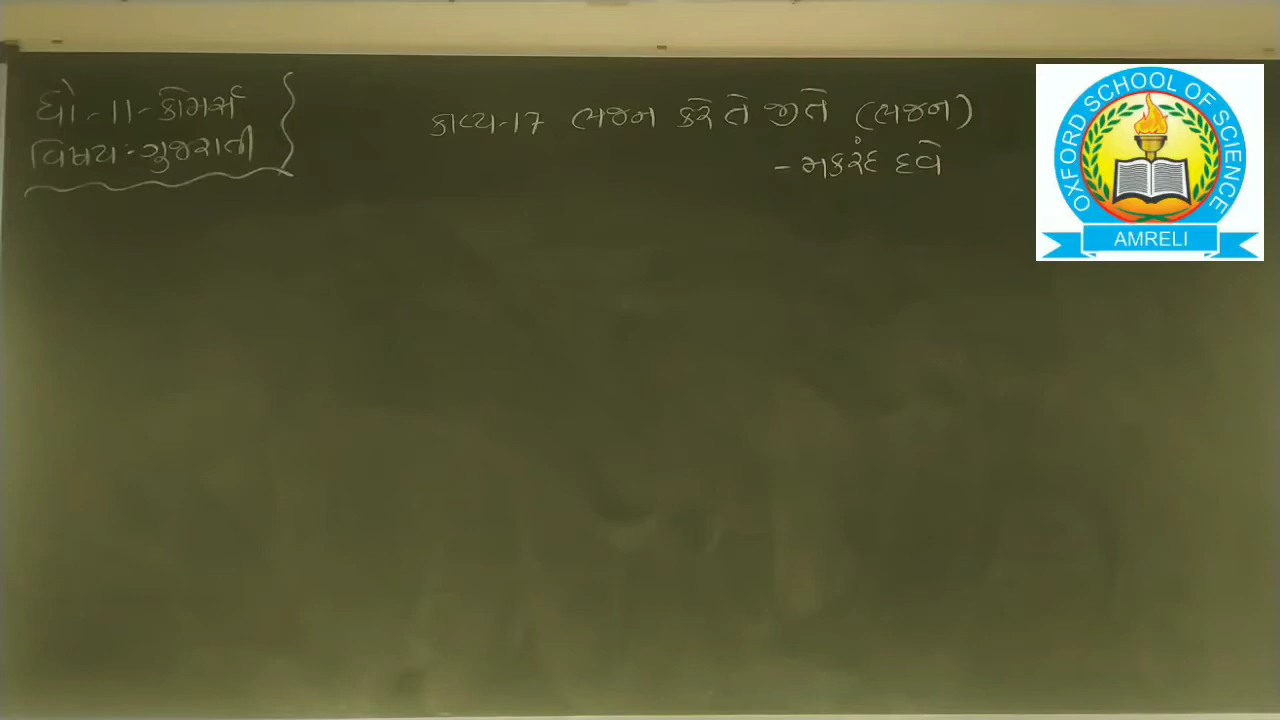 ધો.-11-કોમર્સ
વિષય:-ગુજરાતી
કાવ્ય-17 ભજન કરે તે જીતે (ભજન)
- મકરંદ દવે
OXFORD SCHOOL OF SCIENCE
AMRELI